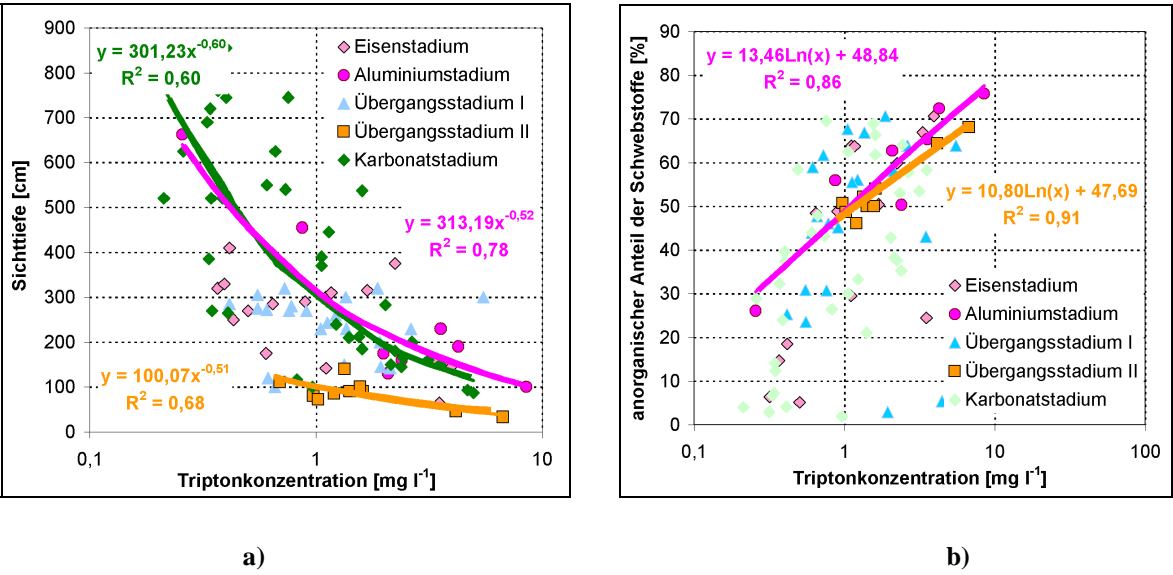 900
800
700
600
500
400
300
200
100
0
Sichttiefe [cm]
y = 301,23x^-0,60
R² = 0,60
Eisenstadium
Aluminiumstadium
Übergangsstadium I
Übergangsstadium II
Karbonatstadium
y = 313,19x^-0,52
R² = 0,78
y = 100,07x^-0,51
R² = 0,68
0,1
1
10
Triptonkonzentration [mg l⁻¹]
a)
90
80
70
60
50
40
30
20
10
0
anorganischer Anteil der Schwebstoffe [%]
y = 13,46Ln(x) + 48,84
R² = 0,86
y = 10,80Ln(x) + 47,69
R² = 0,91
Eisenstadium
Aluminiumstadium
Übergangsstadium I
Übergangsstadium II
Karbonatstadium
0,1
1
10
100
Triptonkonzentration [mg l⁻¹]
b)